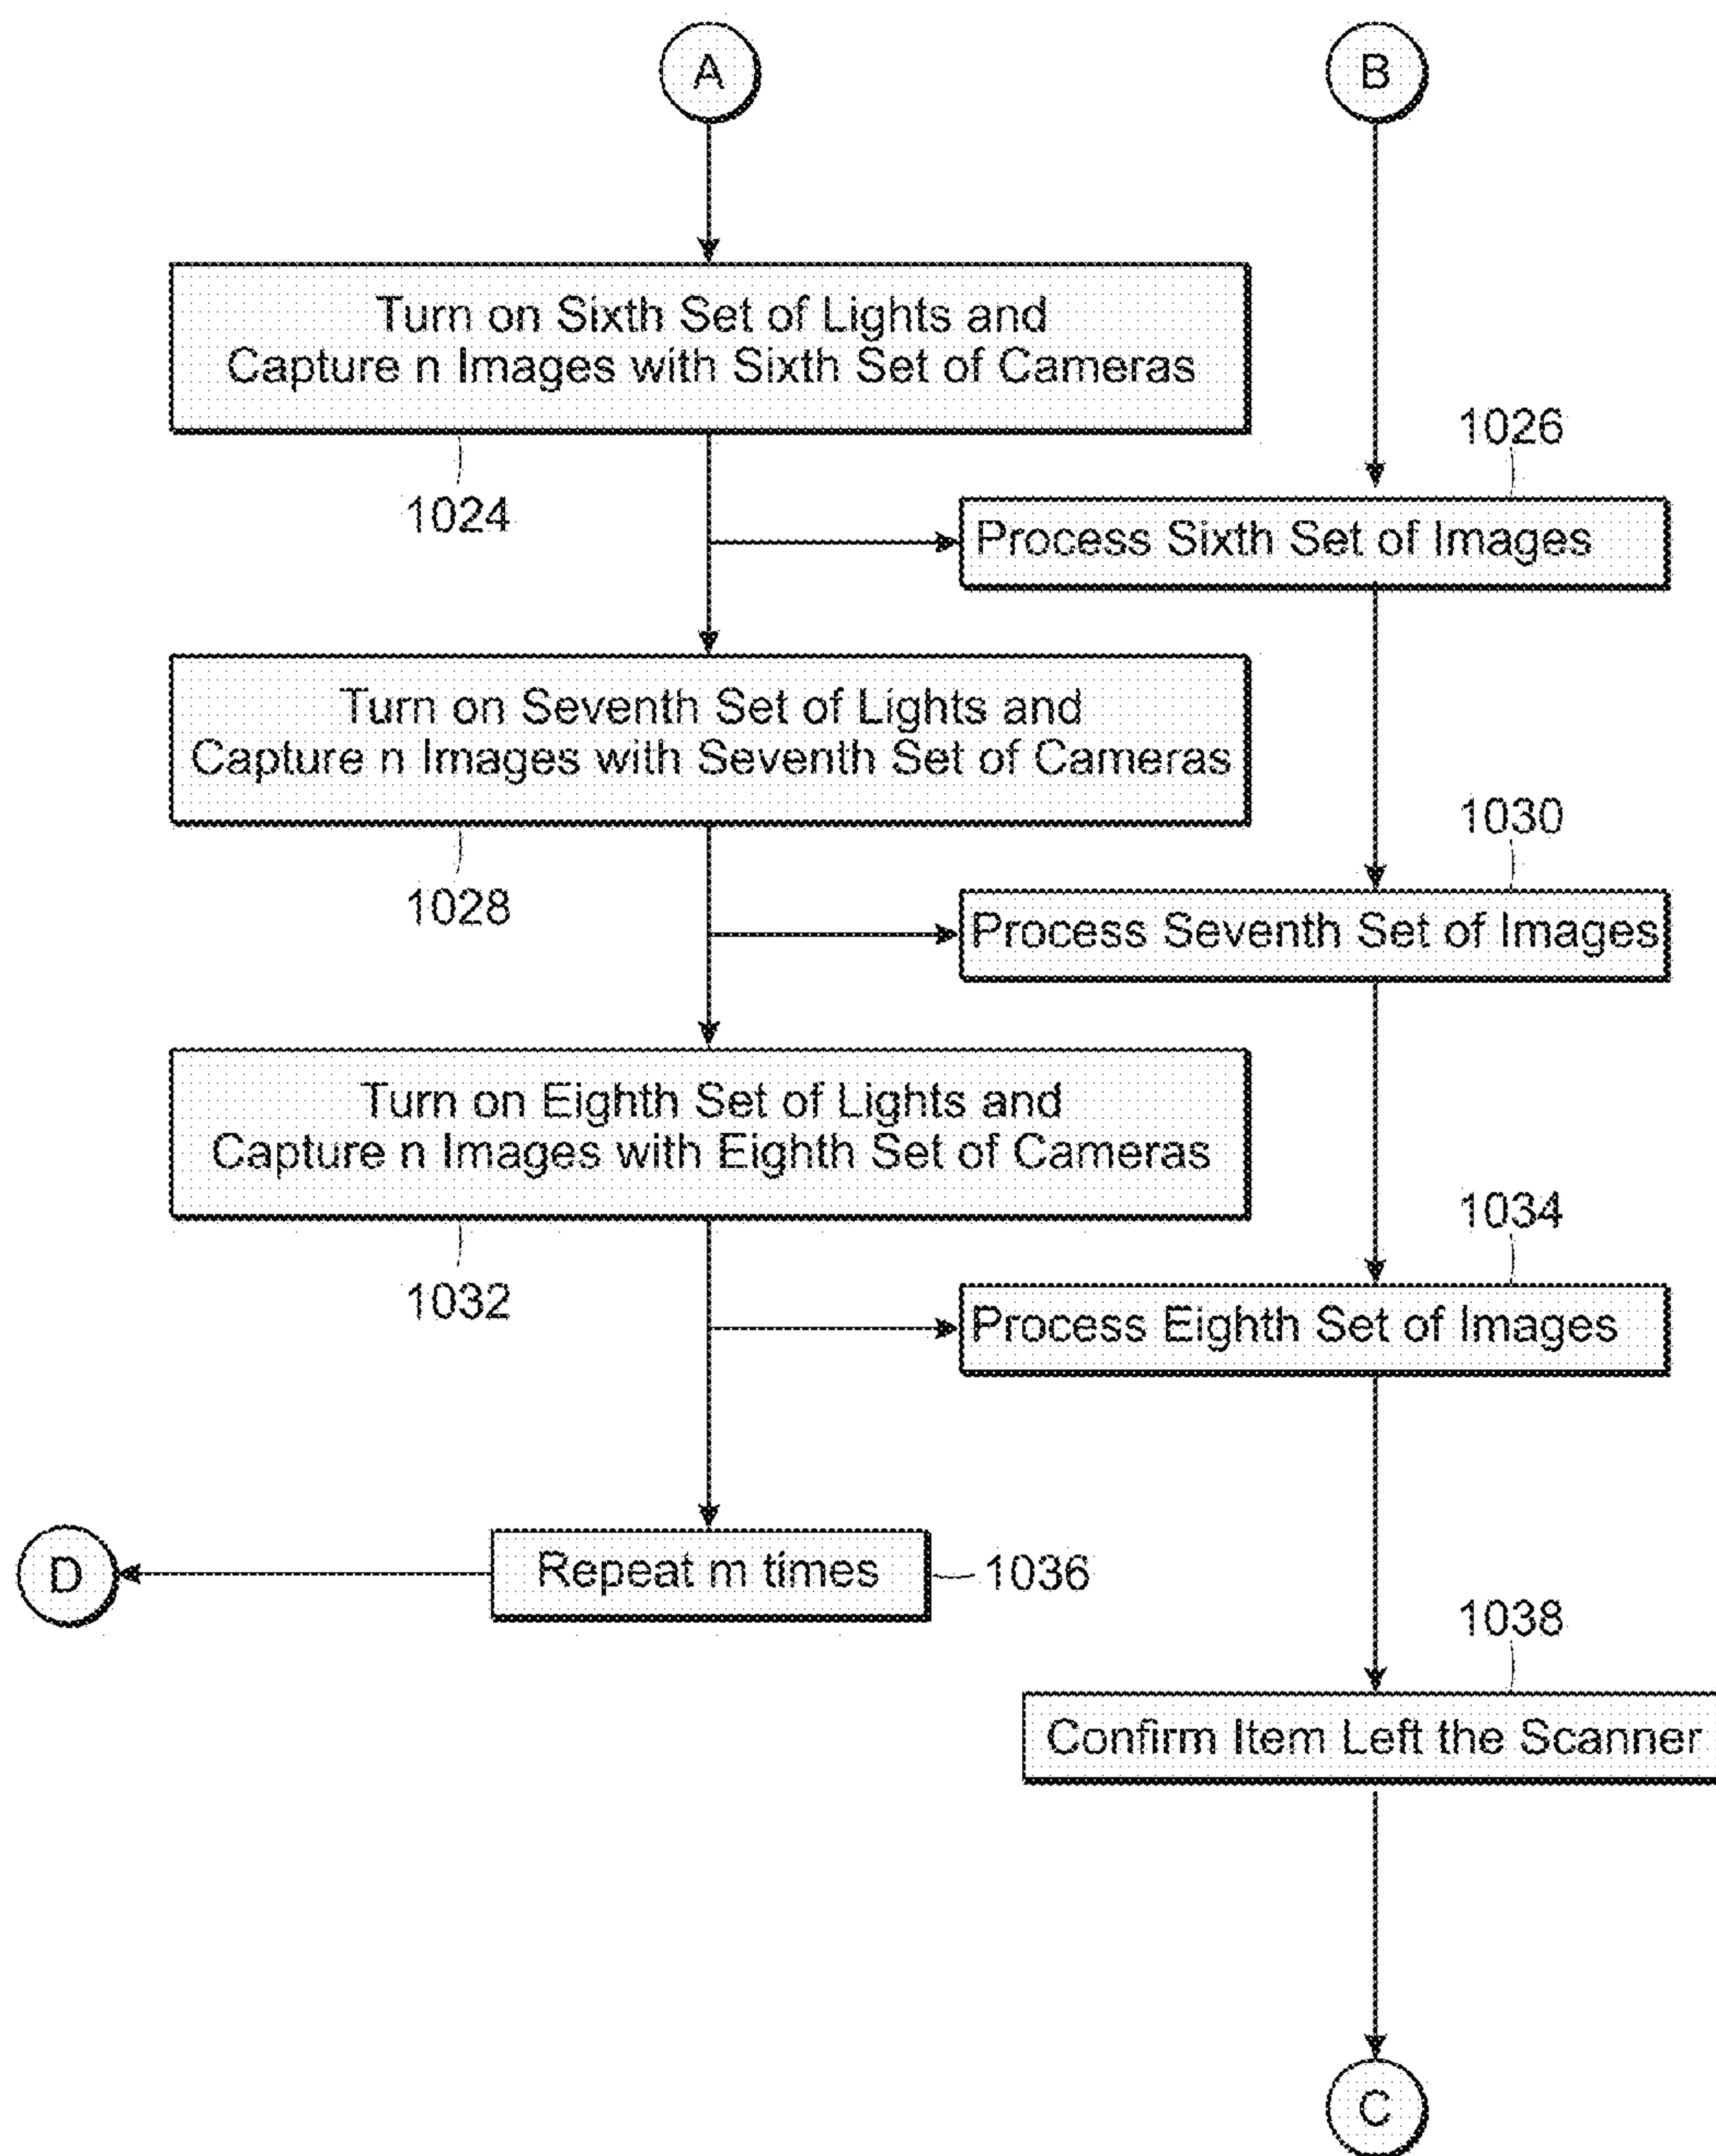 A
B
Turn on Sixth Set of Lights and
Capture n Images with Sixth Set of Cameras
1024
1026
Process Sixth Set of Images
Turn on Seventh Set of Lights and
Capture n Images with Seventh Set of Cameras
1028
1030
Process Seventh Set of Images
Turn on Eighth Set of Lights and
Capture n Images with Eighth Set of Cameras
1032
1034
Process Eighth Set of Images
D
Repeat m times
1036
1038
Confirm Item Left the Scanner
C